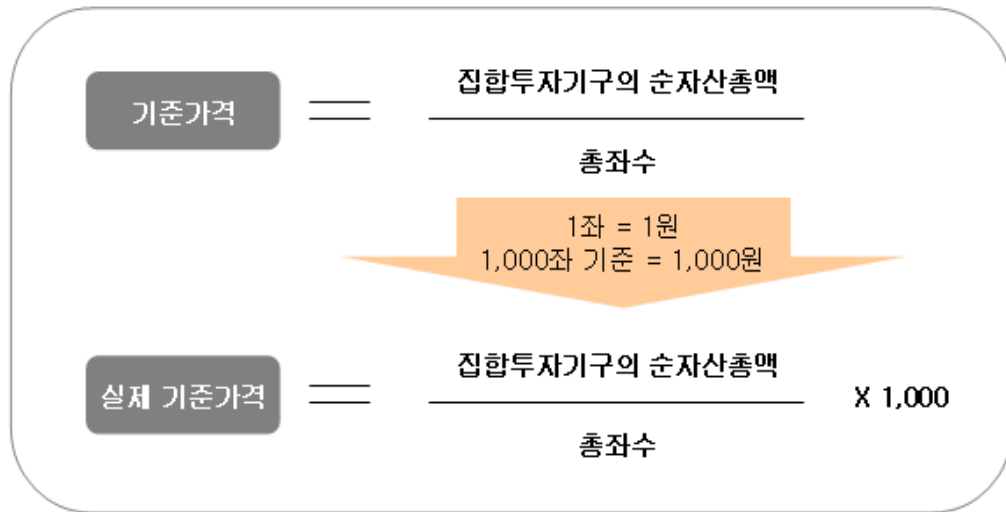 집합투자기구의 순자산총액
기준가격
총좌수
1좌 = 1원
1,000좌 기준 = 1,000원
집합투자기구의 순자산총액
실제 기준가격
X 1,000
총좌수